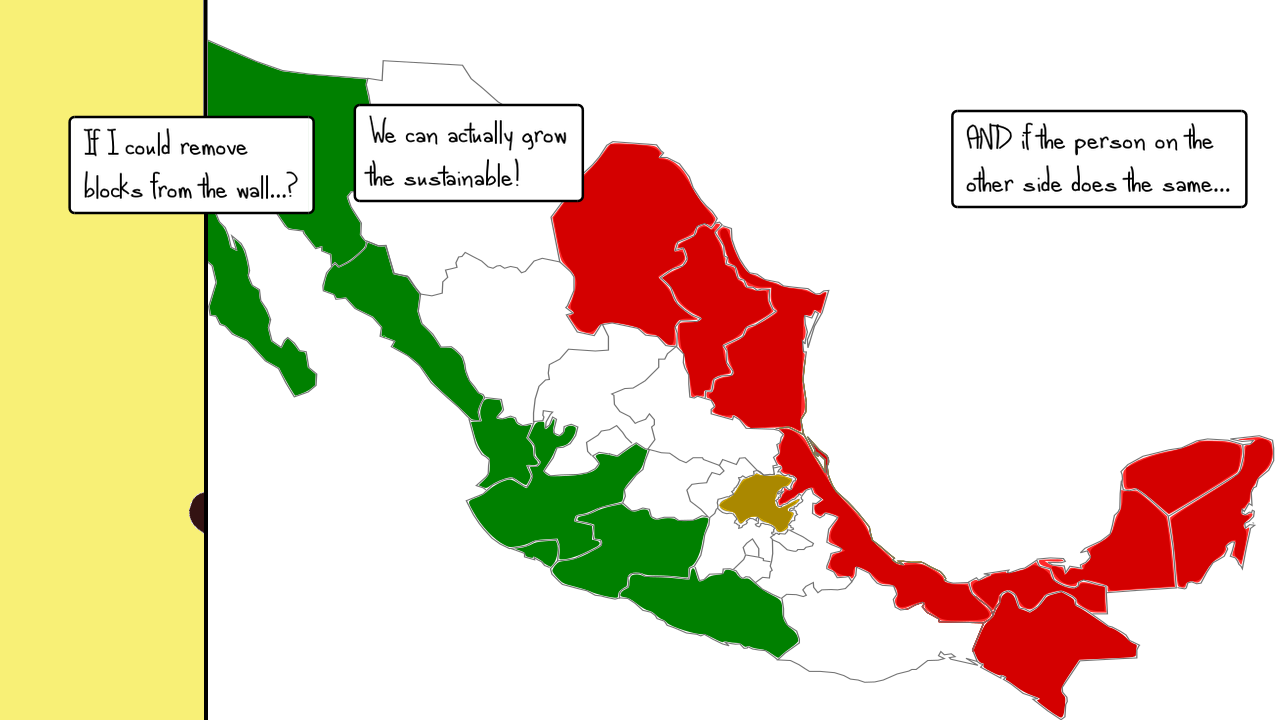 If I could remove
blocks from the wall...?
We can actually grow
the sustainable!
AND if the person on the
other side does the same...